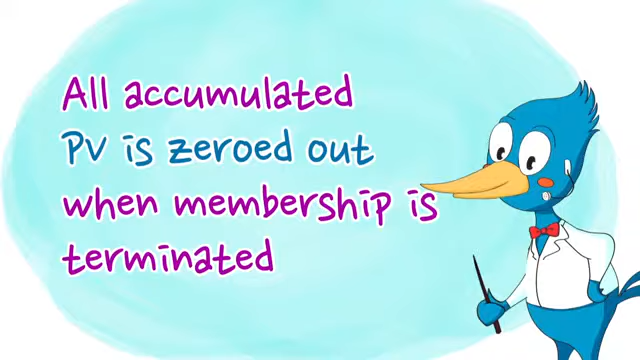 All accumulated
PV is zeroed out
when membership is
terminated